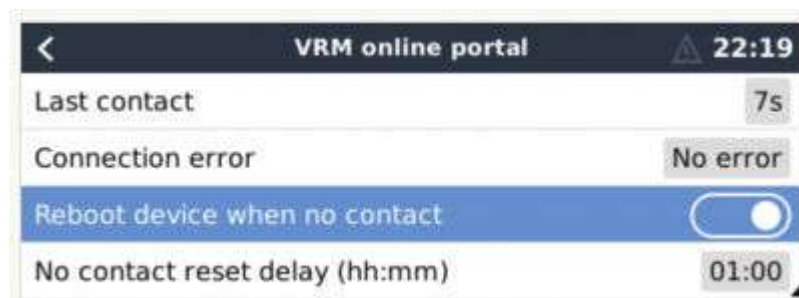 VRM online portal 22:19
Last contact 7s
Connection error No error
Reboot device when no contact
No contact reset delay (hh:mm) 01:00